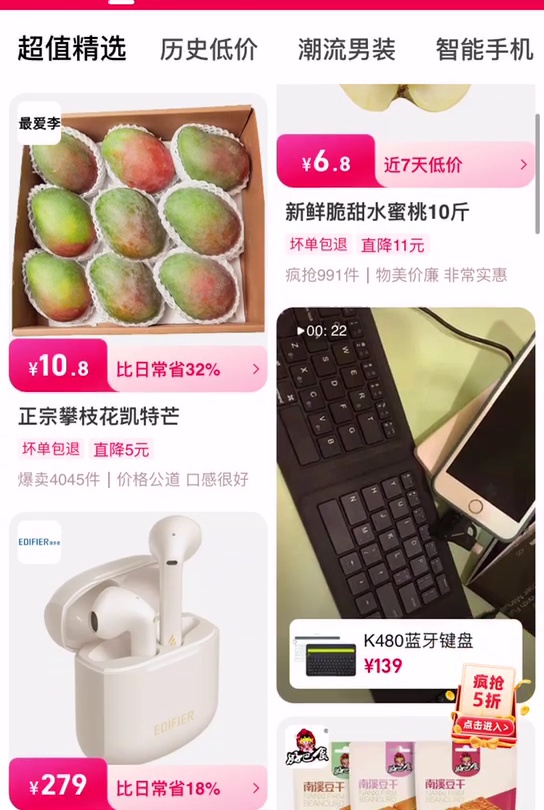 超值精选
历史低价
潮流男装
智能手机
最爱李
¥10.8
比日常省32% >
正宗攀枝花凯特芒
坏单包退 直降5元
爆卖4045件 | 价格公道 口感很好
EDIFIER
EDIFIER
¥279
比日常省18% >
¥6.8
近7天低价 >
新鲜脆甜水蜜桃10斤
坏单包退 直降11元
疯抢991件 | 物美价廉 非常实惠
00: 22
K480蓝牙键盘
¥139
疯抢
5折
点击进入>
好巴食
南溪豆干
南溪豆干
南溪豆干